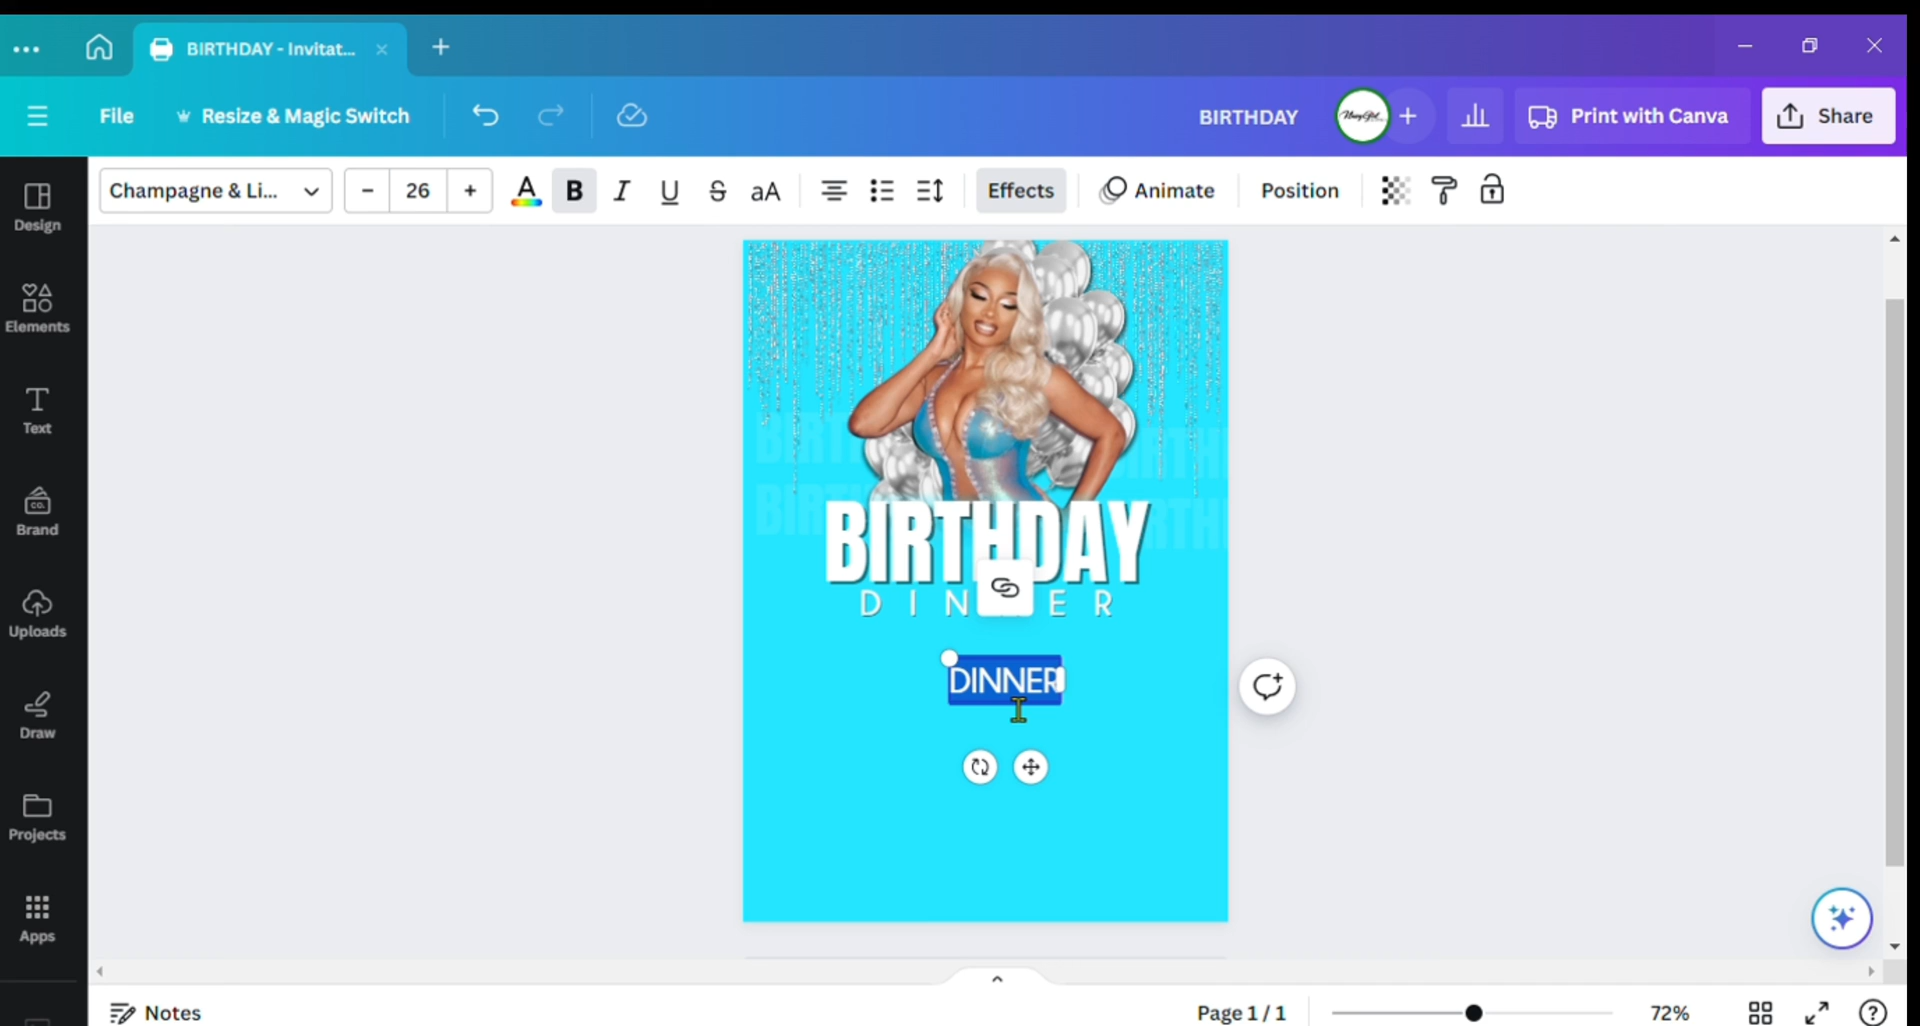 BIRTHDAY - Invitat...
File
Resize & Magic Switch
BIRTHDAY
Print with Canva
Share
Champagne & Li...
26
B
I
U
S
aA
Effects
Animate
Position
Design
Elements
Text
CO.
Brand
Uploads
Draw
Projects
Apps
BIRTHDAY
DINNER
Notes
Page 1 / 1
72%